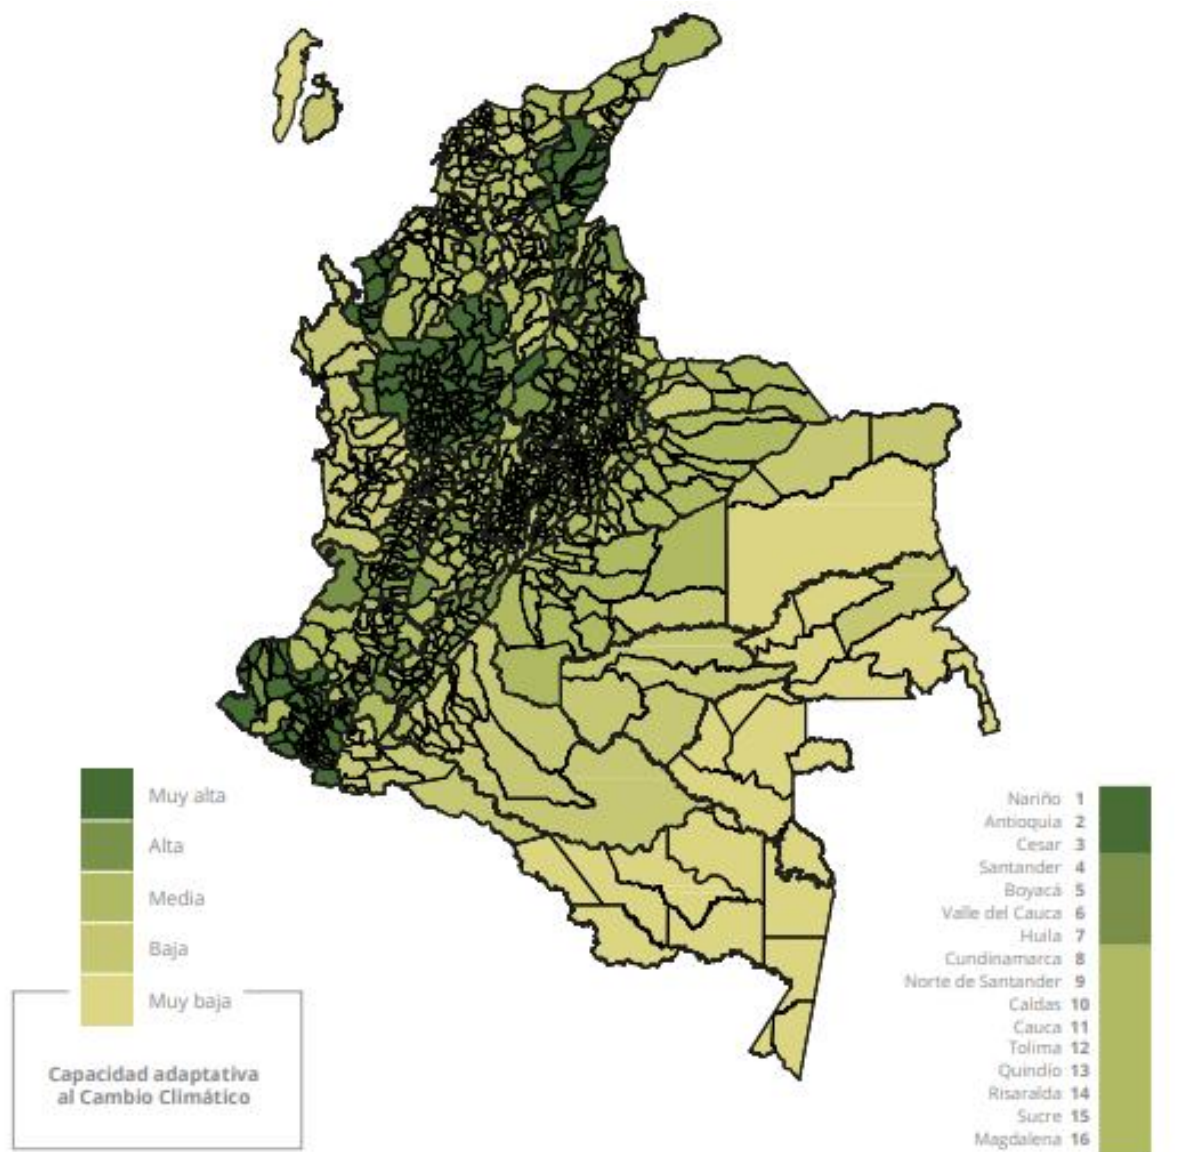 Muy alta
Alta
Media
Baja
Muy baja
Capacidad adaptativa
al Cambio Climático
Nariño 1
Antioquia 2
Cesar 3
Santander 4
Boyacá 5
Valle del Cauca 6
Huila 7
Cundinamarca 8
Norte de Santander 9
Caldas 10
Cauca 11
Tolima 12
Quindío 13
Risaralda 14
Sucre 15
Magdalena 16